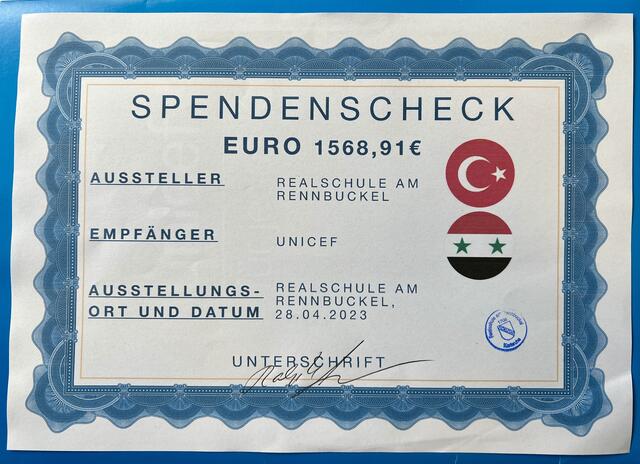 SPENDENSCHECK
EURO 1568,91€
AUSSTELLER
REALSCHULE AM
RENNBUCKEL
EMPFÄNGER
UNICEF
AUSSTELLUNGS-
ORT UND DATUM
REALSCHULE AM
RENNBUCKEL,
28.04.2023
UNTERSCHRIFT